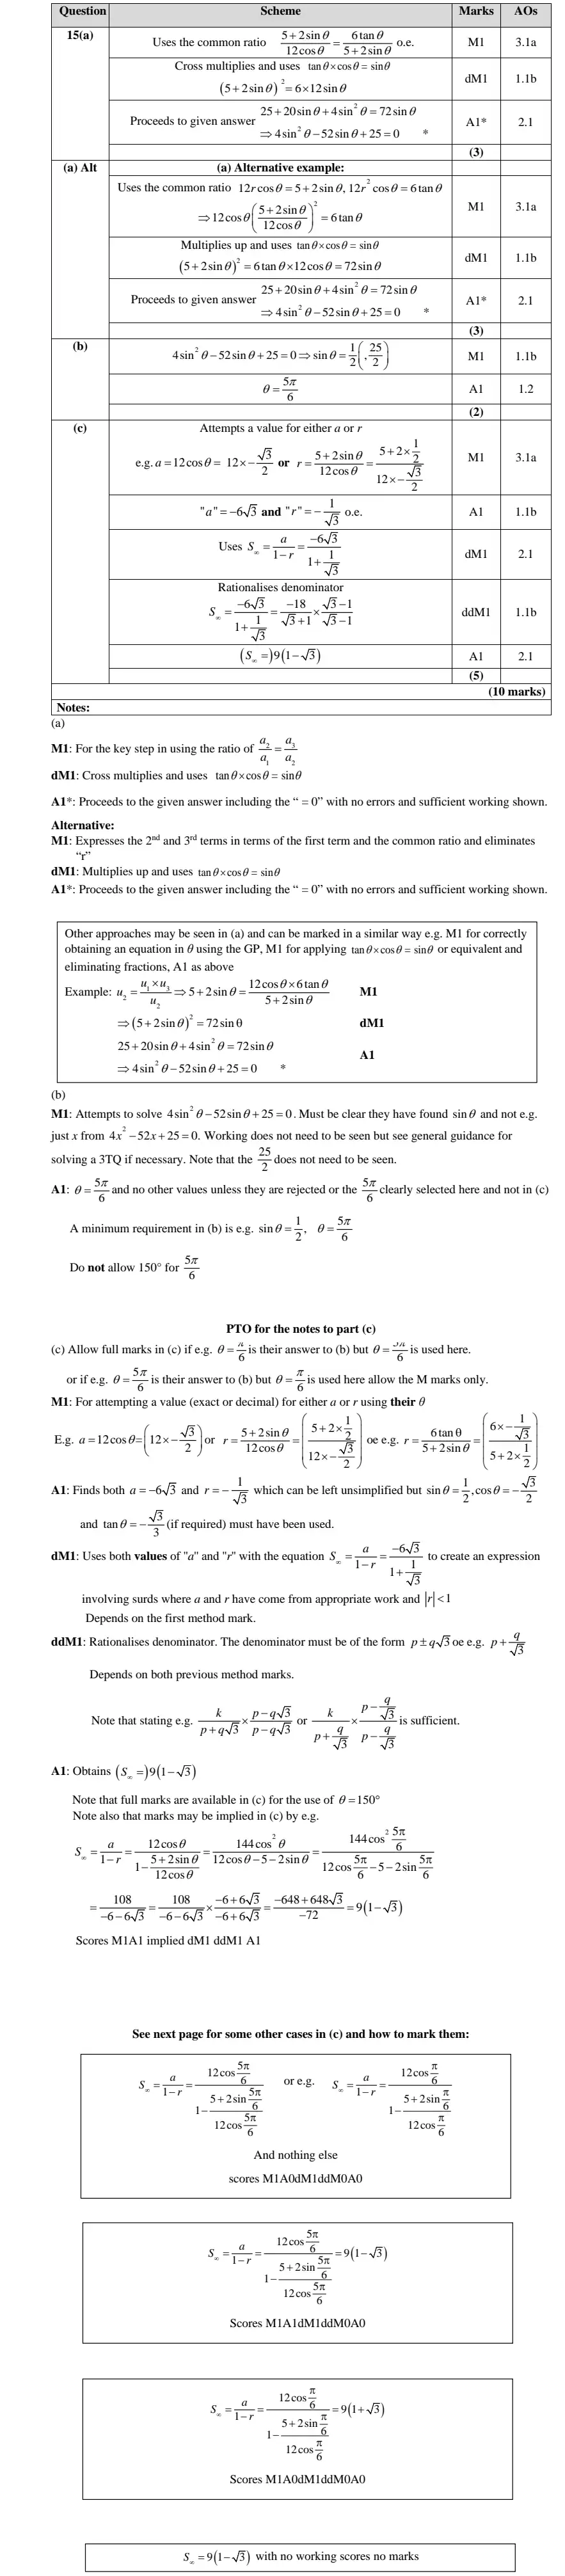 Question Scheme Marks AOs
15(a) Uses the common ratio (5+2sinθ)/(12cosθ) = (6tanθ)/(5+2sinθ) o.e. M1 3.1a
Cross multiplies and uses tanθ×cosθ = sinθ
(5+2sinθ)² = 6×12sinθ dM1 1.1b
Proceeds to given answer 25+20sinθ+4sin²θ = 72sinθ
⇒ 4sin²θ−52sinθ+25 = 0 * A1* 2.1
(3)
(a) Alt (a) Alternative example:
Uses the common ratio 12r cosθ = 5+2sinθ, 12r² cosθ = 6tanθ
⇒ 12cosθ((5+2sinθ)/(12cosθ))² = 6tanθ M1 3.1a
Multiplies up and uses tanθ×cosθ = sinθ
(5+2sinθ)² = 6tanθ×12cosθ = 72sinθ dM1 1.1b
Proceeds to given answer 25+20sinθ+4sin²θ = 72sinθ
⇒ 4sin²θ−52sinθ+25 = 0 * A1* 2.1
(3)
(b) 4sin²θ−52sinθ+25 = 0 ⇒ sinθ = 1/2(, 25/2) M1 1.1b
θ = 5π/6 A1 1.2
(2)
(c) Attempts a value for either a or r
e.g. a = 12cosθ = 12×−√3/2 or r = (5+2sinθ)/(12cosθ) = (5+2×1/2)/(12×−√3/2) M1 3.1a
"a" = −6√3 and "r" = −1/√3 o.e. A1 1.1b
Uses S∞ = a/(1−r) = −6√3/(1+1/√3) dM1 2.1
Rationalises denominator
S∞ = −6√3/(1+1/√3) = −18/(√3+1) × (√3−1)/(√3−1) ddM1 1.1b
(S∞ =)9(1−√3) A1 2.1
(5)
(10 marks)
Notes:
(a)
M1: For the key step in using the ratio of a₂/a₁ = a₃/a₂
dM1: Cross multiplies and uses tanθ×cosθ = sinθ
A1*: Proceeds to the given answer including the “ = 0” with no errors and sufficient working shown.
Alternative:
M1: Expresses the 2nd and 3rd terms in terms of the first term and the common ratio and eliminates
“r”
dM1: Multiplies up and uses tanθ×cosθ = sinθ
A1*: Proceeds to the given answer including the “ = 0” with no errors and sufficient working shown.
Other approaches may be seen in (a) and can be marked in a similar way e.g. M1 for correctly
obtaining an equation in θ using the GP, M1 for applying tanθ×cosθ = sinθ or equivalent and
eliminating fractions, A1 as above
Example: u₂ = (u₁×u₃)/u₂ ⇒ 5+2sinθ = (12cosθ×6tanθ)/(5+2sinθ) M1
⇒ (5+2sinθ)² = 72sinθ dM1
25+20sinθ+4sin²θ = 72sinθ
⇒ 4sin²θ−52sinθ+25 = 0 * A1
(b)
M1: Attempts to solve 4sin²θ−52sinθ+25 = 0. Must be clear they have found sinθ and not e.g.
just x from 4x²−52x+25 = 0. Working does not need to be seen but see general guidance for
solving a 3TQ if necessary. Note that the 25/2 does not need to be seen.
A1: θ = 5π/6 and no other values unless they are rejected or the 5π/6 clearly selected here and not in (c)
A minimum requirement in (b) is e.g. sinθ = 1/2, θ = 5π/6
Do not allow 150° for 5π/6
PTO for the notes to part (c)
(c) Allow full marks in (c) if e.g. θ = π/6 is their answer to (b) but θ = 5π/6 is used here.
or if e.g. θ = 5π/6 is their answer to (b) but θ = π/6 is used here allow the M marks only.
M1: For attempting a value (exact or decimal) for either a or r using their θ
E.g. a = 12cosθ = (12×−√3/2) or r = (5+2sinθ)/(12cosθ) = ((5+2×1/2)/(12×−√3/2)) oe e.g. r = (6tanθ)/(5+2sinθ) = ((6×−1/√3)/(5+2×1/2))
A1: Finds both a = −6√3 and r = −1/√3 which can be left unsimplified but sinθ = 1/2, cosθ = −√3/2
and tanθ = −√3/3 (if required) must have been used.
dM1: Uses both values of "a" and "r" with the equation S∞ = a/(1−r) = −6√3/(1+1/√3) to create an expression
involving surds where a and r have come from appropriate work and |r| < 1
Depends on the first method mark.
ddM1: Rationalises denominator. The denominator must be of the form p±q√3 oe e.g. p+q/√3
Depends on both previous method marks.
Note that stating e.g. k/(p+q√3) × (p−q√3)/(p−q√3) or k/(p+q/√3) × (p−q/√3)/(p−q/√3) is sufficient.
A1: Obtains (S∞ =)9(1−√3)
Note that full marks are available in (c) for the use of θ = 150°
Note also that marks may be implied in (c) by e.g.
S∞ = a/(1−r) = 12cosθ/(1−(5+2sinθ)/(12cosθ)) = 144cos²θ/(12cosθ−5−2sinθ) = 144cos²(5π/6)/(12cos(5π/6)−5−2sin(5π/6))
= 108/(−6−6√3) = 108/(−6−6√3) × (−6+6√3)/(−6+6√3) = (−648+648√3)/−72 = 9(1−√3)
Scores M1A1 implied dM1 ddM1 A1
See next page for some other cases in (c) and how to mark them:
S∞ = a/(1−r) = 12cos(5π/6)/(1−(5+2sin(5π/6))/(12cos(5π/6))) or e.g. S∞ = a/(1−r) = 12cos(π/6)/(1−(5+2sin(π/6))/(12cos(π/6)))
And nothing else
scores M1A0dM1ddM0A0
S∞ = a/(1−r) = 12cos(5π/6)/(1−(5+2sin(5π/6))/(12cos(5π/6))) = 9(1−√3)
Scores M1A1dM1ddM0A0
S∞ = a/(1−r) = 12cos(π/6)/(1−(5+2sin(π/6))/(12cos(π/6))) = 9(1+√3)
Scores M1A0dM1ddM0A0
S∞ = 9(1−√3) with no working scores no marks